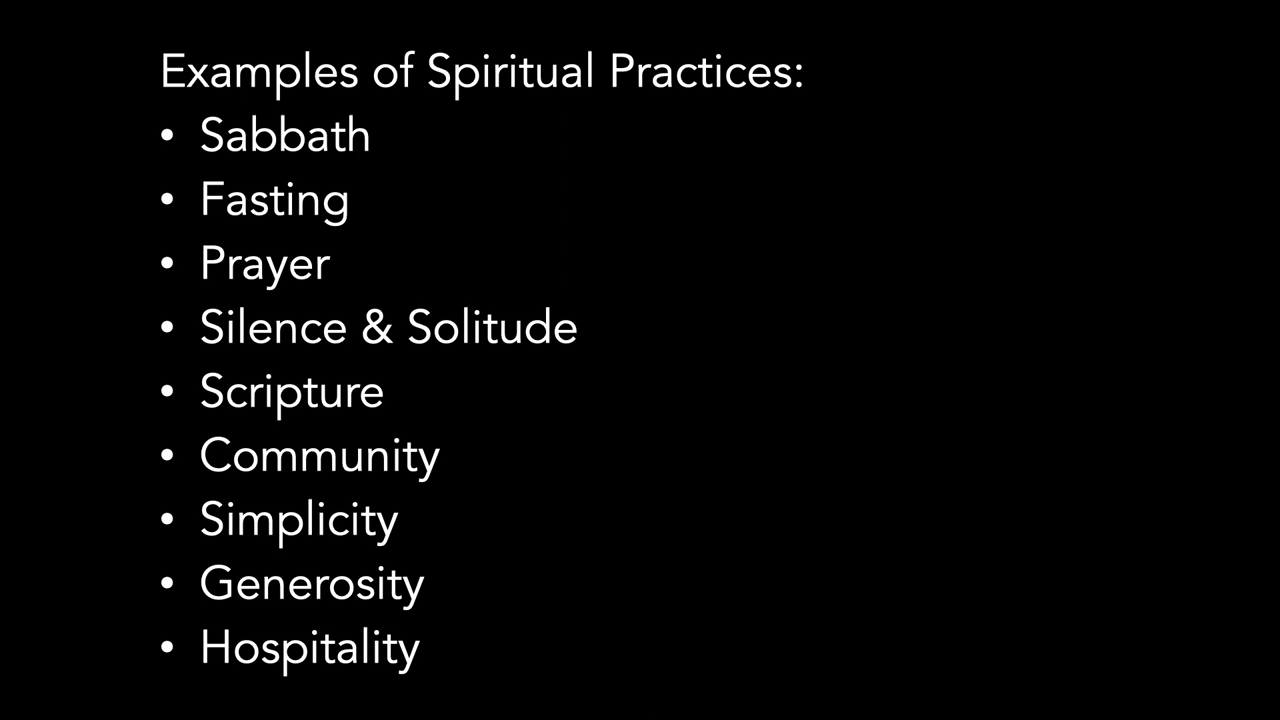 Examples of Spiritual Practices:
• Sabbath
• Fasting
• Prayer
• Silence & Solitude
• Scripture
• Community
• Simplicity
• Generosity
• Hospitality